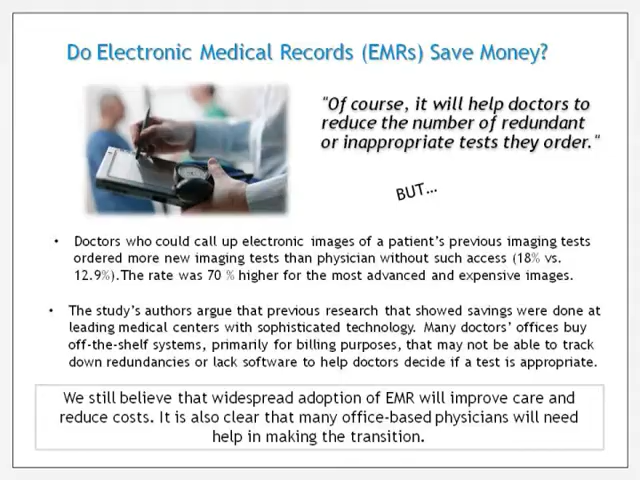 Do Electronic Medical Records (EMRs) Save Money?
"Of course, it will help doctors to
reduce the number of redundant
or inappropriate tests they order."
BUT...
• Doctors who could call up electronic images of a patient's previous imaging tests
ordered more new imaging tests than physician without such access (18% vs.
12.9%).The rate was 70 % higher for the most advanced and expensive images.
• The study's authors argue that previous research that showed savings were done at
leading medical centers with sophisticated technology. Many doctors' offices buy
off-the-shelf systems, primarily for billing purposes, that may not be able to track
down redundancies or lack software to help doctors decide if a test is appropriate.
We still believe that widespread adoption of EMR will improve care and
reduce costs. It is also clear that many office-based physicians will need
help in making the transition.